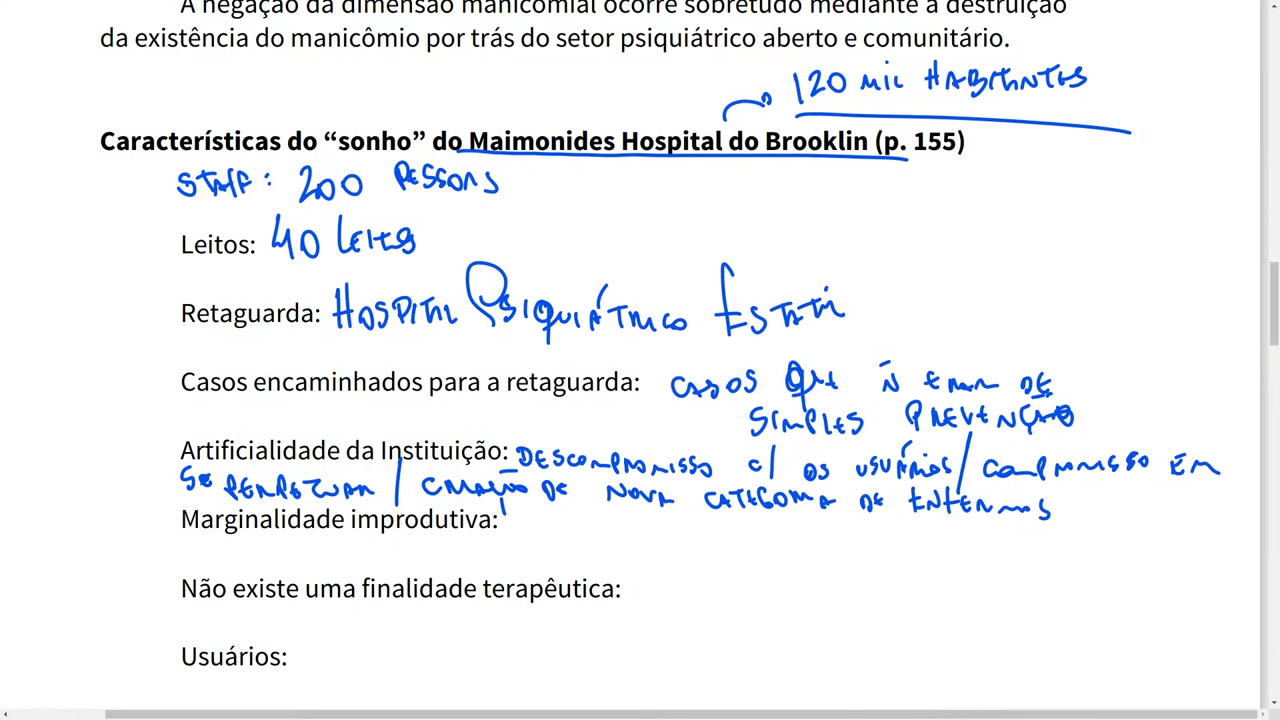 A negação da dimensão manicomial ocorre sobretudo mediante a destruição
da existência do manicômio por trás do setor psiquiátrico aberto e comunitário.
120 MIL HABITANTES
Características do “sonho” do Maimonides Hospital do Brooklin (p. 155)
STAFF: 200 PESSOAS
Leitos: 40 LEITOS
Retaguarda: HOSPITAL PSIQUIÁTRICO ESTATAL
Casos encaminhados para a retaguarda: CASOS QUE Ñ ERAM DE
SIMPLES PREVENÇÃO
Artificialidade da Instituição: DESCOMPROMISSO C/ OS USUÁRIOS / COMPROMISSO EM
SE PERPETUAR / CRIAÇÃO DE NOVA CATEGORIA DE ENFERMOS
Marginalidade improdutiva:
Não existe uma finalidade terapêutica:
Usuários: